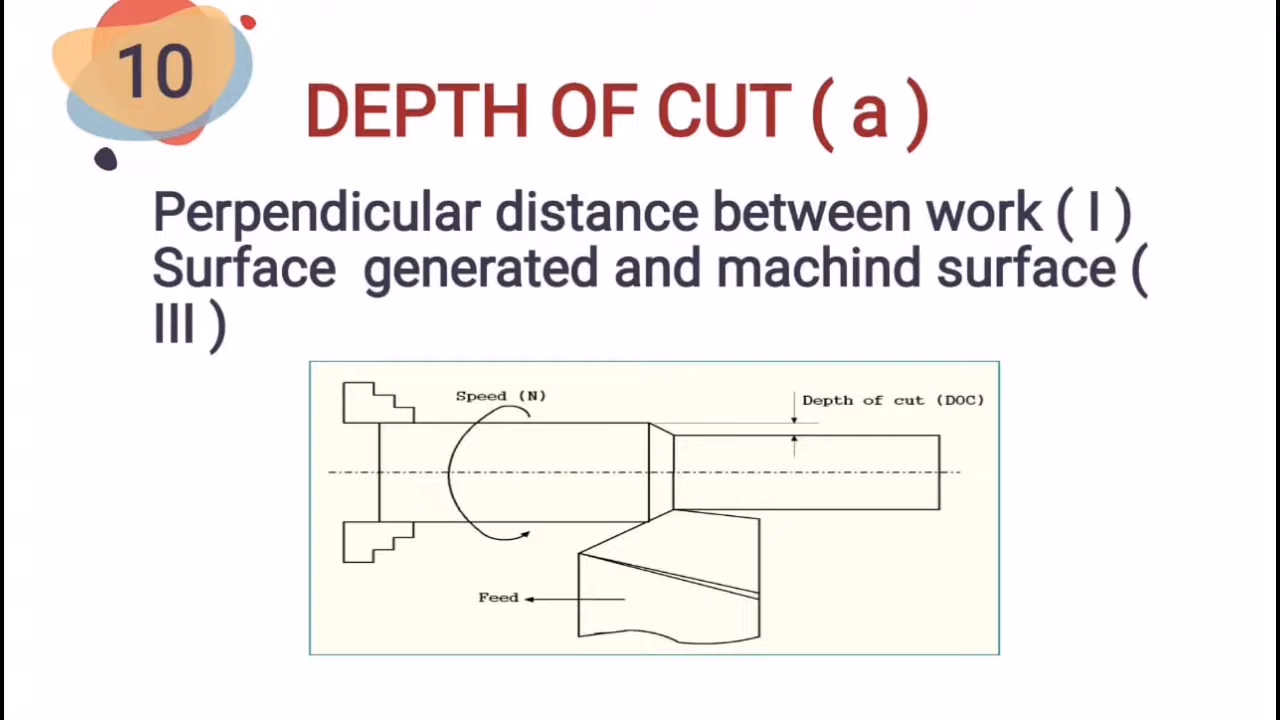 10
DEPTH OF CUT ( a )
Perpendicular distance between work ( I )
Surface generated and machind surface (
III )
Speed (N)
Depth of cut (DOC)
Feed